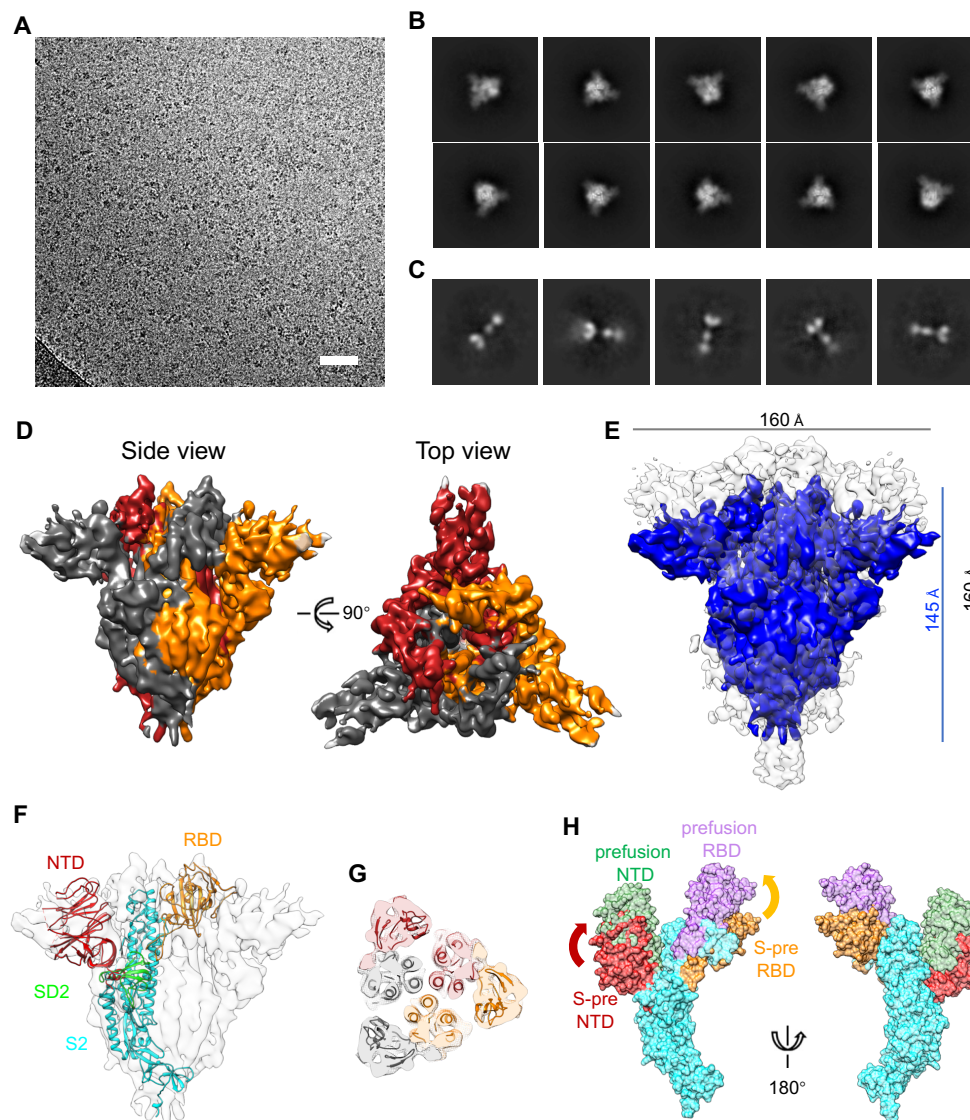 A
B
C
D
Side view
Top view
90°
E
160 Å
145 Å
160 Å
F
NTD
RBD
SD2
S2
G
H
prefusion
NTD
prefusion
RBD
S-pre
NTD
S-pre
RBD
180°